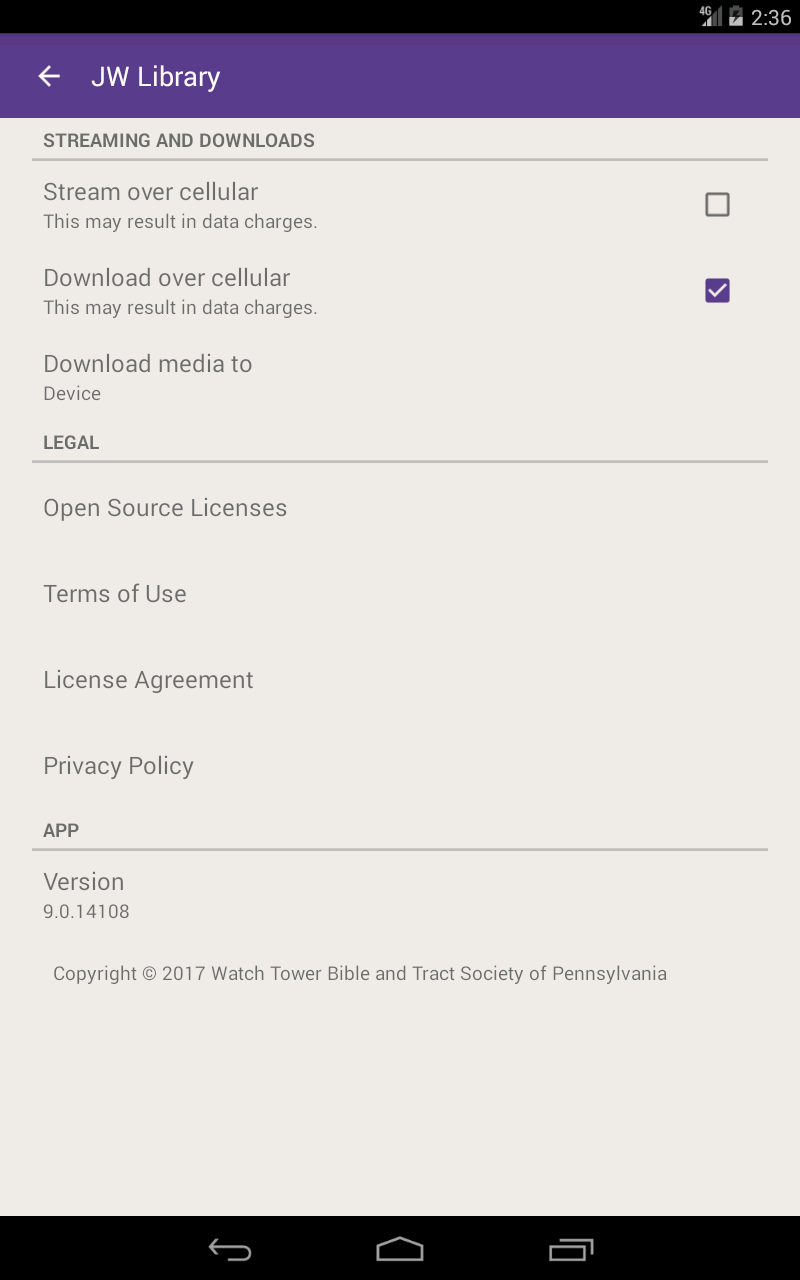 4G 2:36
JW Library
STREAMING AND DOWNLOADS
Stream over cellular
This may result in data charges.
Download over cellular
This may result in data charges.
Download media to
Device
LEGAL
Open Source Licenses
Terms of Use
License Agreement
Privacy Policy
APP
Version
9.0.14108
Copyright © 2017 Watch Tower Bible and Tract Society of Pennsylvania